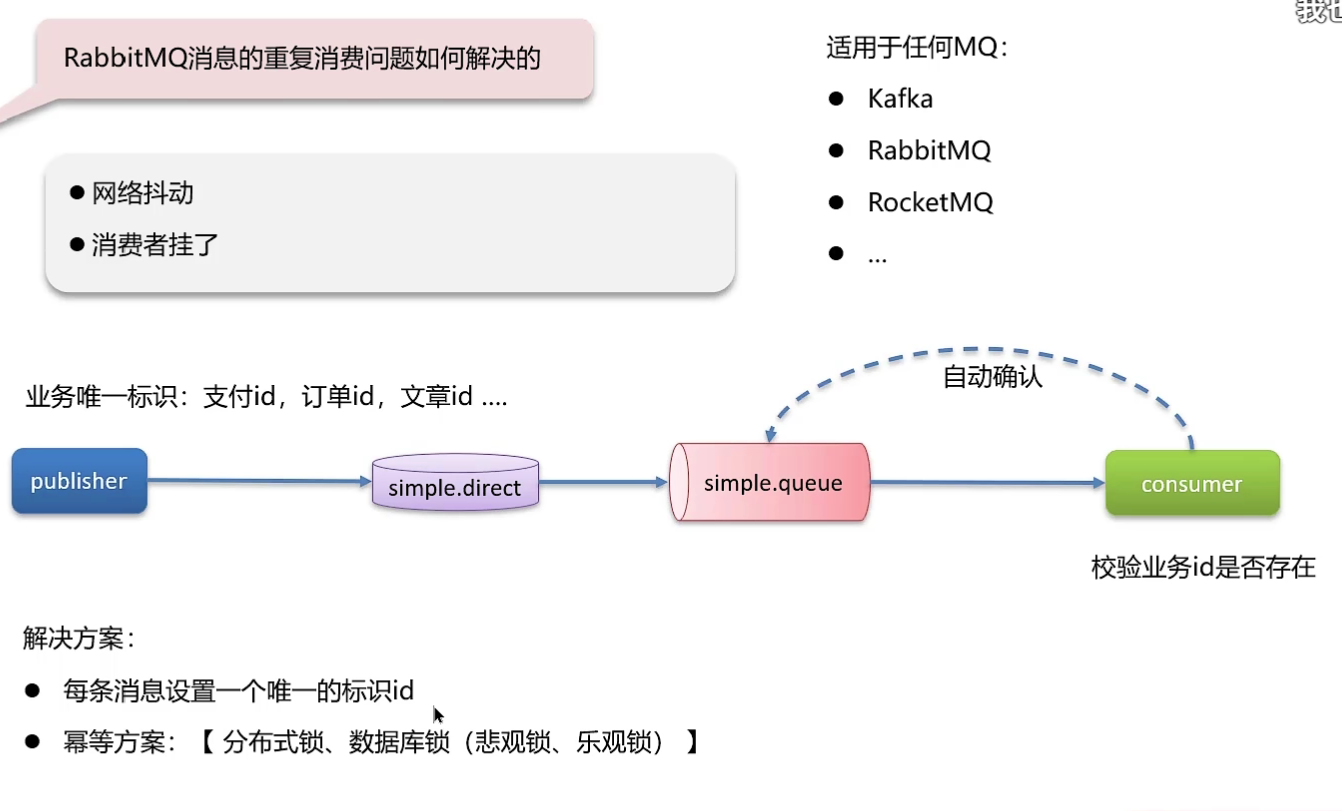 RabbitMQ消息的重复消费问题如何解决的
适用于任何MQ：
● Kafka
● RabbitMQ
● RocketMQ
● ...
● 网络抖动
● 消费者挂了
自动确认
业务唯一标识：支付id，订单id，文章id ....
publisher
simple.direct
simple.queue
consumer
校验业务id是否存在
解决方案：
● 每条消息设置一个唯一的标识id
● 幂等方案：【 分布式锁、数据库锁（悲观锁、乐观锁） 】